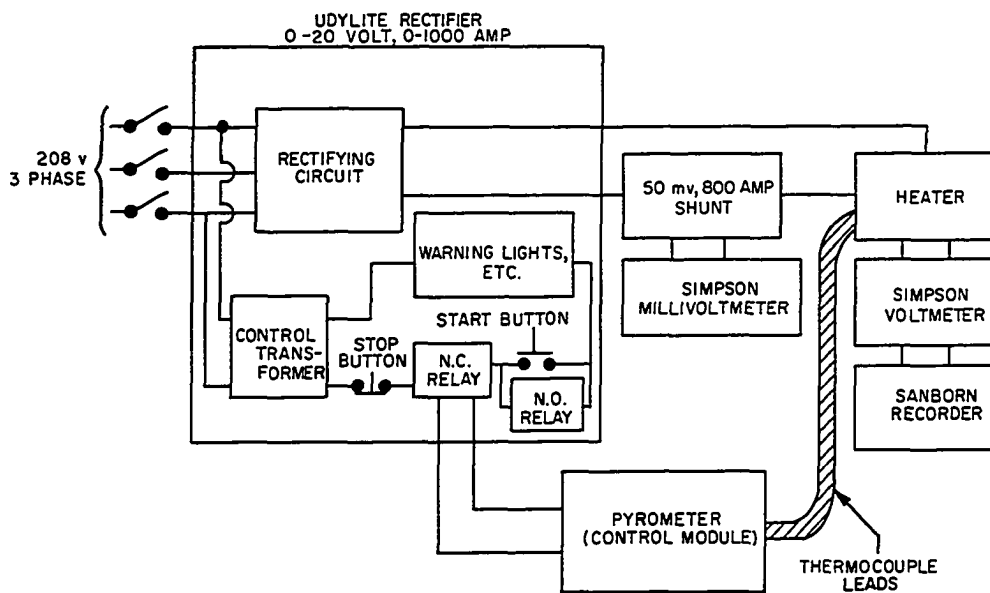 UDYLITE RECTIFIER
0-20 VOLT, 0-1000 AMP
208 v
3 PHASE
RECTIFYING
CIRCUIT
50 mv, 800 AMP
SHUNT
HEATER
WARNING LIGHTS,
ETC.
SIMPSON
MILLIVOLTMETER
SIMPSON
VOLTMETER
CONTROL
TRANS-
FORMER
STOP
BUTTON
START BUTTON
N.C.
RELAY
N.O.
RELAY
SANBORN
RECORDER
PYROMETER
(CONTROL MODULE)
THERMOCOUPLE
LEADS